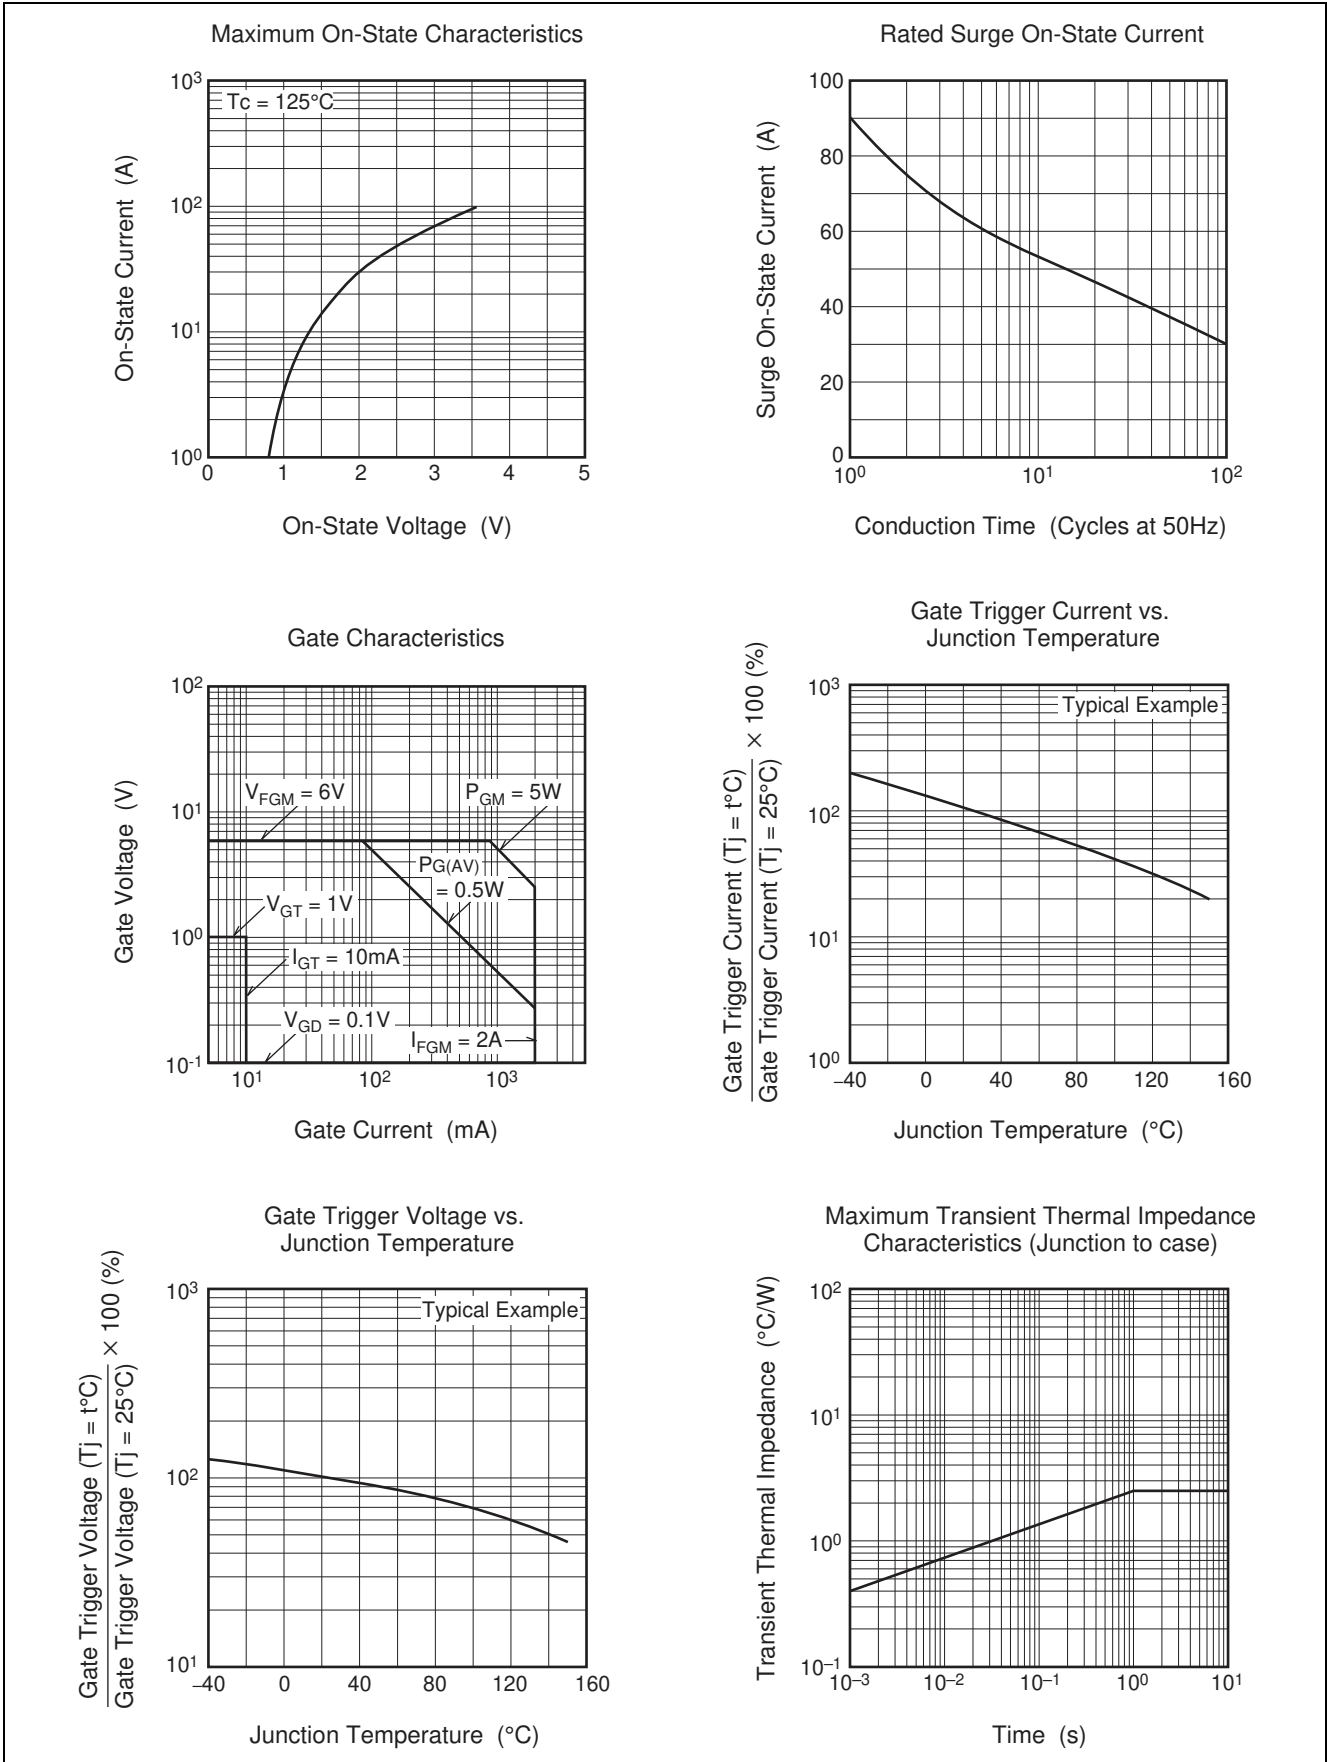 Maximum On-State Characteristics
10³
Tc = 125°C
10²
10¹
10⁰
0 1 2 3 4 5
On-State Current (A)
On-State Voltage (V)
Rated Surge On-State Current
100
80
60
40
20
0
10⁰ 10¹ 10²
Surge On-State Current (A)
Conduction Time (Cycles at 50Hz)
Gate Characteristics
10²
10¹
10⁰
10⁻¹
V_FGM = 6V
P_GM = 5W
PG(AV)
= 0.5W
V_GT = 1V
I_GT = 10mA
V_GD = 0.1V
I_FGM = 2A
10¹ 10² 10³
Gate Voltage (V)
Gate Current (mA)
Gate Trigger Current vs.
Junction Temperature
10³
Typical Example
10²
10¹
10⁰
–40 0 40 80 120 160
Gate Trigger Current (Tj = t°C)
Gate Trigger Current (Tj = 25°C)
× 100 (%)
Junction Temperature (°C)
Gate Trigger Voltage vs.
Junction Temperature
10³
Typical Example
10²
10¹
–40 0 40 80 120 160
Gate Trigger Voltage (Tj = t°C)
Gate Trigger Voltage (Tj = 25°C)
× 100 (%)
Junction Temperature (°C)
Maximum Transient Thermal Impedance
Characteristics (Junction to case)
10²
10¹
10⁰
10–¹
10–³ 10–² 10–¹ 10⁰ 10¹
Transient Thermal Impedance (°C/W)
Time (s)